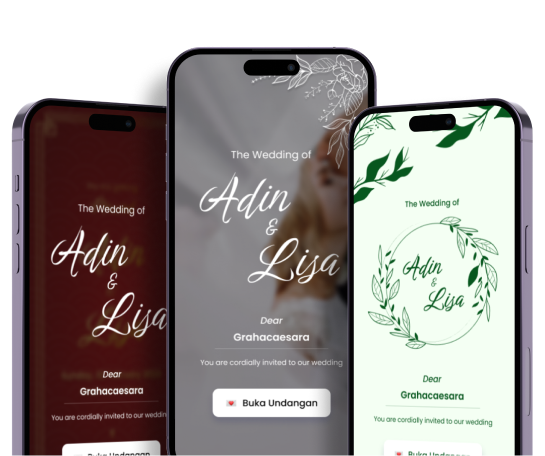 The Wedding of
Adin
&
Lisa
Dear
Grahacaesara
You are cordially invited to our weddin
Buka Undangan
The Wedding of
Adin
&
Lisa
Dear
Grahacaesara
You are cordially invited to our wedding
💌 Buka Undangan
The Wedding of
Adin
&
Lisa
Dear
Grahacaesara
You are cordially invited to our wedding
Buka Undangan